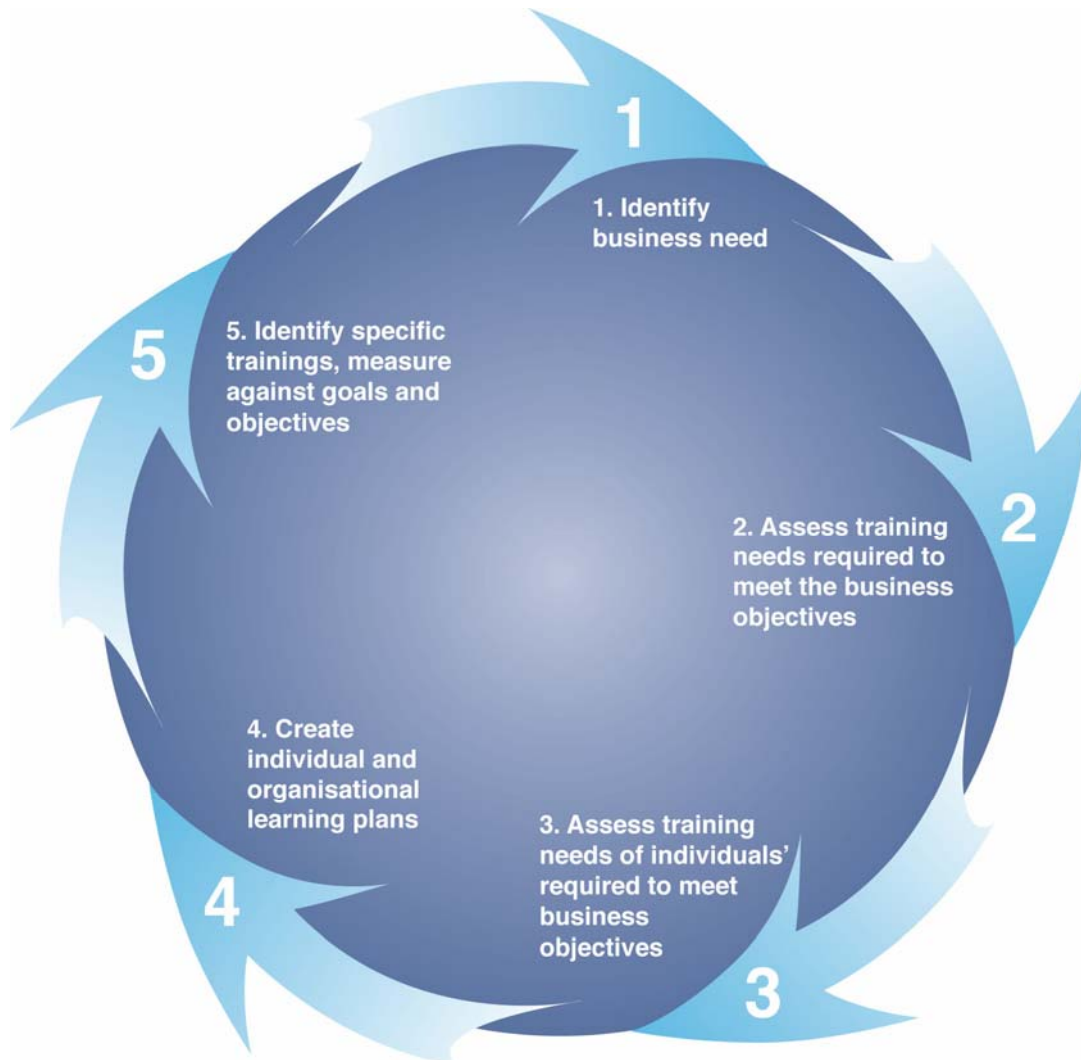 1
1. Identify
business need
2
2. Assess training
needs required to
meet the business
objectives
3. Assess training
needs of individuals’
required to meet
business
objectives
3
4. Create
individual and
organisational
learning plans
4
5
5. Identify specific
trainings, measure
against goals and
objectives